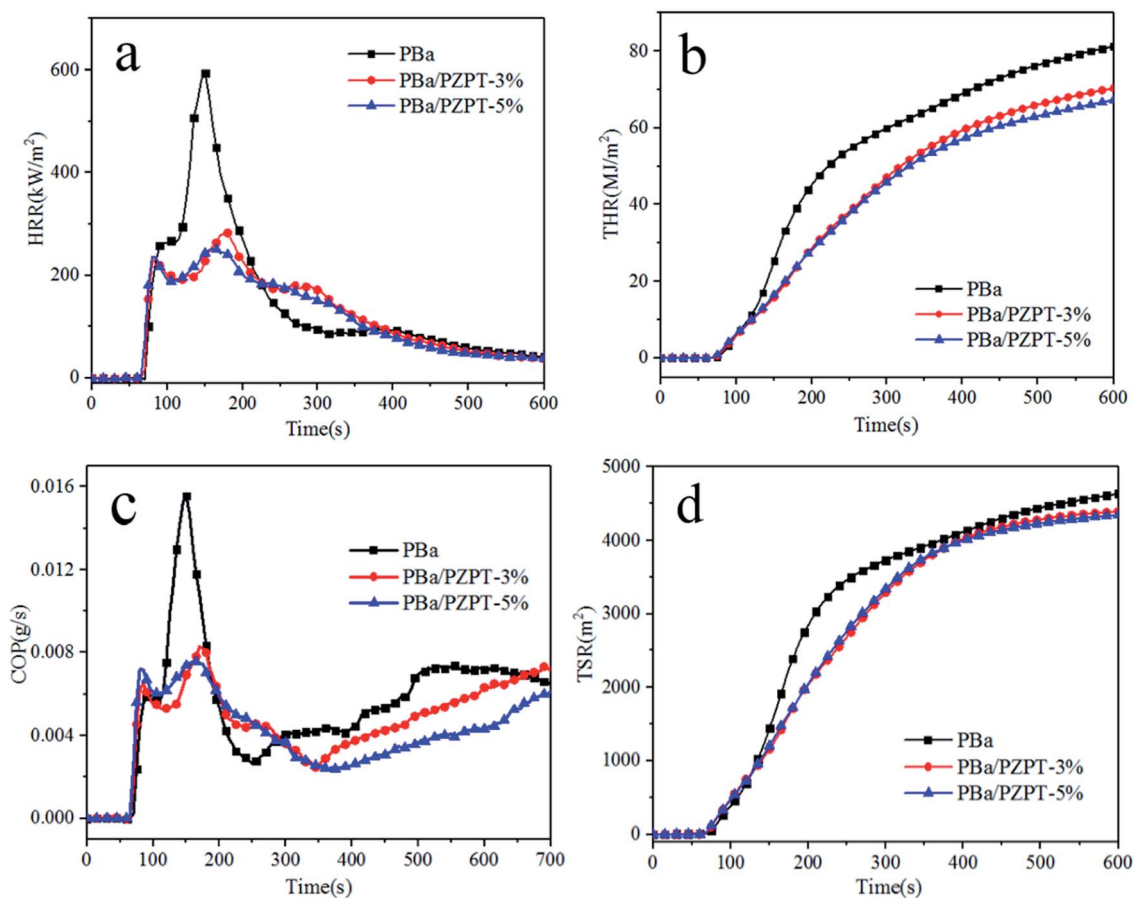 a
PBa
PBa/PZPT-3%
PBa/PZPT-5%
HRR(kW/m²)
600
400
200
0
0 100 200 300 400 500 600
Time(s)
b
PBa
PBa/PZPT-3%
PBa/PZPT-5%
THR(MJ/m²)
80
60
40
20
0
0 100 200 300 400 500 600
Time(s)
c
PBa
PBa/PZPT-3%
PBa/PZPT-5%
COP(g/s)
0.016
0.012
0.008
0.004
0.000
0 100 200 300 400 500 600 700
Time(s)
d
PBa
PBa/PZPT-3%
PBa/PZPT-5%
TSR(m²)
5000
4000
3000
2000
1000
0
0 100 200 300 400 500 600
Time(s)